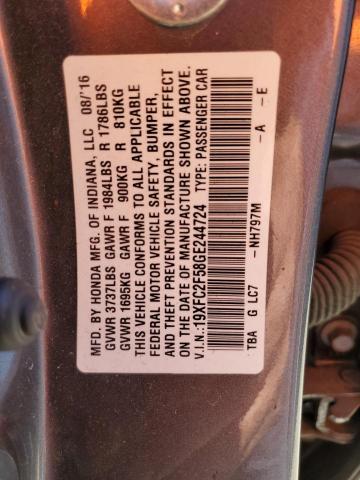 MFD. BY HONDA MFG. OF INDIANA, LLC 08/'16
GVWR 3737LBS GAWR F 1984LBS R 1786LBS
GVWR 1695KG GAWR F 900KG R 810KG
THIS VEHICLE CONFORMS TO ALL APPLICABLE
FEDERAL MOTOR VEHICLE SAFETY, BUMPER,
AND THEFT PREVENTION STANDARDS IN EFFECT
ON THE DATE OF MANUFACTURE SHOWN ABOVE.
V.I.N.:19XFC2F58GE244724 TYPE: PASSENGER CAR
TBA G LC7 -NH797M -A -E